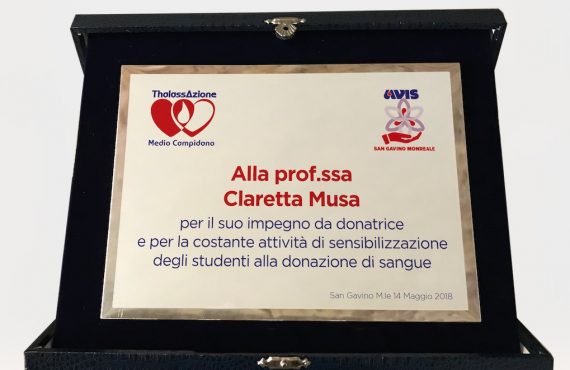 ThalassAzione
Medio Campidano
AVIS
SAN GAVINO MONREALE
Alla prof.ssa
Claretta Musa
per il suo impegno da donatrice
e per la costante attività di sensibilizzazione
degli studenti alla donazione di sangue
San Gavino M.le 14 Maggio 2018